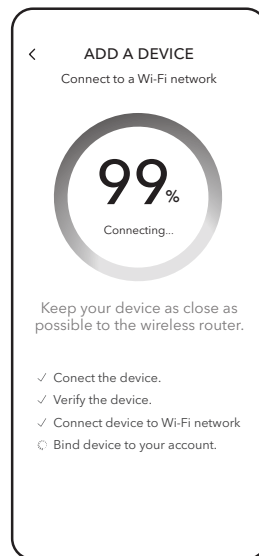 ADD A DEVICE
Connect to a Wi-Fi network
99%
Connecting...
Keep your device as close as
possible to the wireless router.
✓ Conect the device.
✓ Verify the device.
✓ Connect device to Wi-Fi network
Bind device to your account.